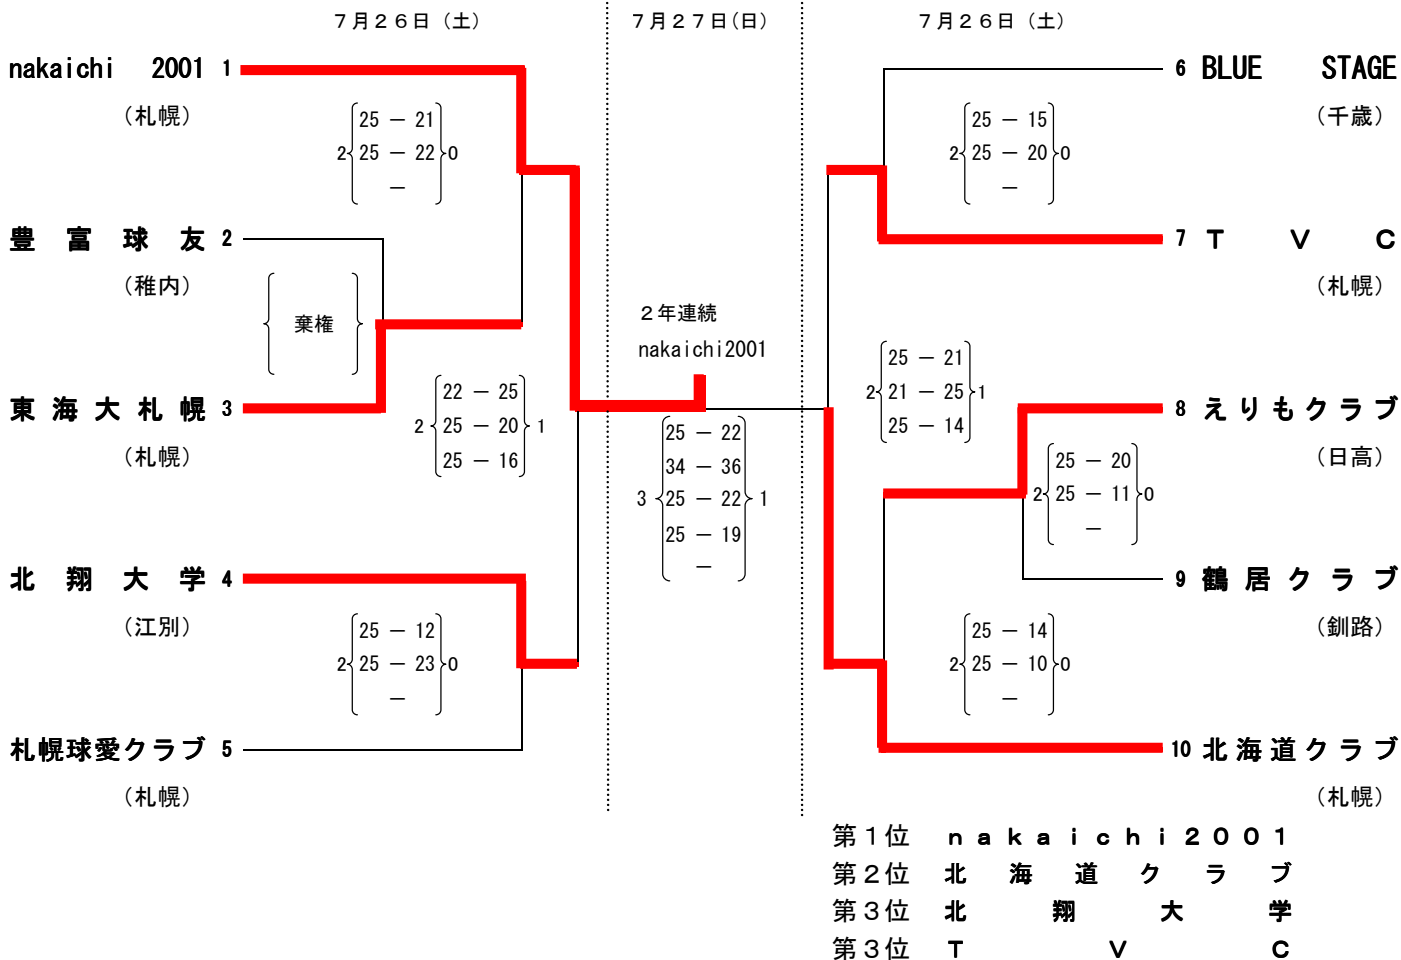 ７月２６日（土）
７月２７日(日)
７月２６日（土）
nakaichi 2001 1
（札幌）
25 － 21
2 25 － 22 0
－
豊富球友 2
（稚内）
棄権
東海大札幌 3
（札幌）
22 － 25
2 25 － 20 1
25 － 16
北翔大学 4
（江別）
25 － 12
2 25 － 23 0
－
札幌球愛クラブ 5
（札幌）
２年連続
nakaichi2001
25 － 22
34 － 36
3 25 － 22 1
25 － 19
－
6 BLUE STAGE
（千歳）
25 － 15
2 25 － 20 0
－
7 Ｔ Ｖ Ｃ
（札幌）
25 － 21
2 21 － 25 1
25 － 14
8 えりもクラブ
（日高）
25 － 20
2 25 － 11 0
－
9 鶴居クラブ
（釧路）
25 － 14
2 25 － 10 0
－
10 北海道クラブ
（札幌）
第１位 ｎａｋａｉｃｈｉ２００１
第２位 北海道クラブ
第３位 北翔大学
第３位 Ｔ Ｖ Ｃ